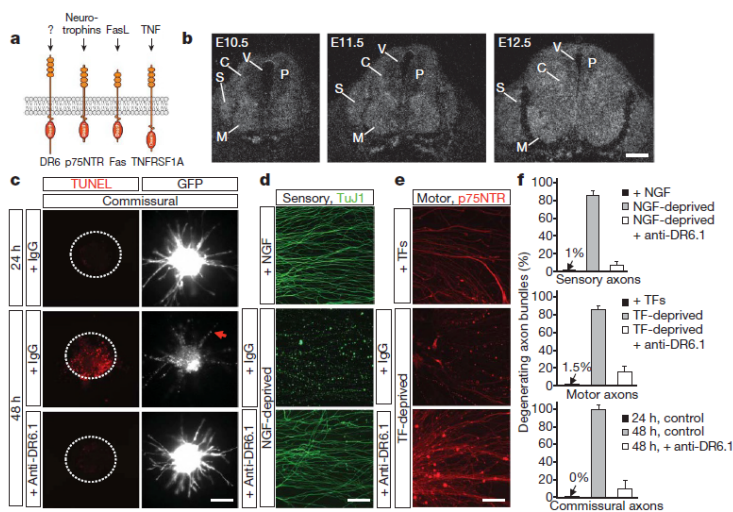 a
?
Neuro-
trophins
FasL
TNF
DR6
p75NTR
Fas
TNFRSF1A
b
E10.5
V
C
P
S
M
E11.5
V
C
P
S
M
E12.5
V
C
P
S
M
c
TUNEL
GFP
Commissural
24 h
+ IgG
48 h
+ IgG
+ Anti-DR6.1
d
Sensory, TuJ1
+ NGF
NGF-deprived
+ IgG
+ Anti-DR6.1
e
Motor, p75NTR
+ TFs
TF-deprived
+ IgG
+ Anti-DR6.1
f
Degenerating axon bundles (%)
100
80
60
40
20
0
+ NGF
NGF-deprived
NGF-deprived
+ anti-DR6.1
1%
Sensory axons
100
80
60
40
20
0
+ TFs
TF-deprived
TF-deprived
+ anti-DR6.1
1.5%
Motor axons
100
80
60
40
20
0
24 h, control
48 h, control
48 h, + anti-DR6.1
0%
Commissural axons